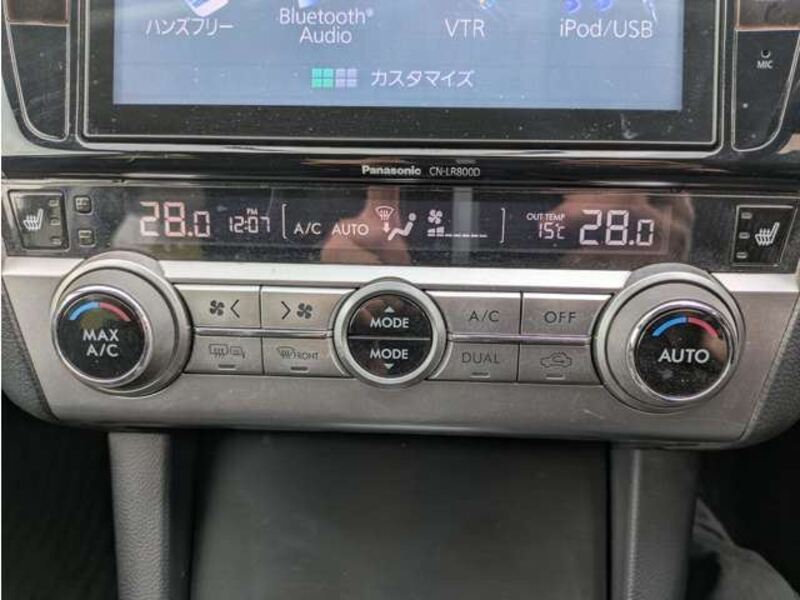 ハンズフリー
Bluetooth® Audio
VTR
iPod/USB
カスタマイズ
MIC
Panasonic CN-LR800D
28.0 PM 12:07 A/C AUTO OUT TEMP 15℃ 28.0
MAX A/C
MODE
A/C
OFF
FRONT
MODE
DUAL
AUTO